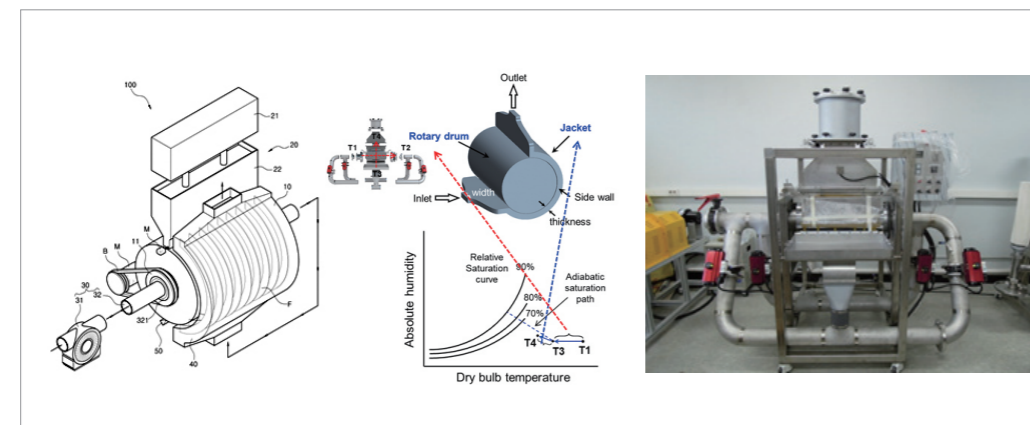 100
21
20
22
10
M
11
M
B
30
32
31
321
50
40
F
T4
T1
T2
T3
Outlet
Rotary drum
Jacket
width
Inlet
Side wall
thickness
Absolute humidity
Relative
Saturation
curve
90%
80%
70%
Adiabatic
saturation
path
T4
T3
T1
Dry bulb temperature